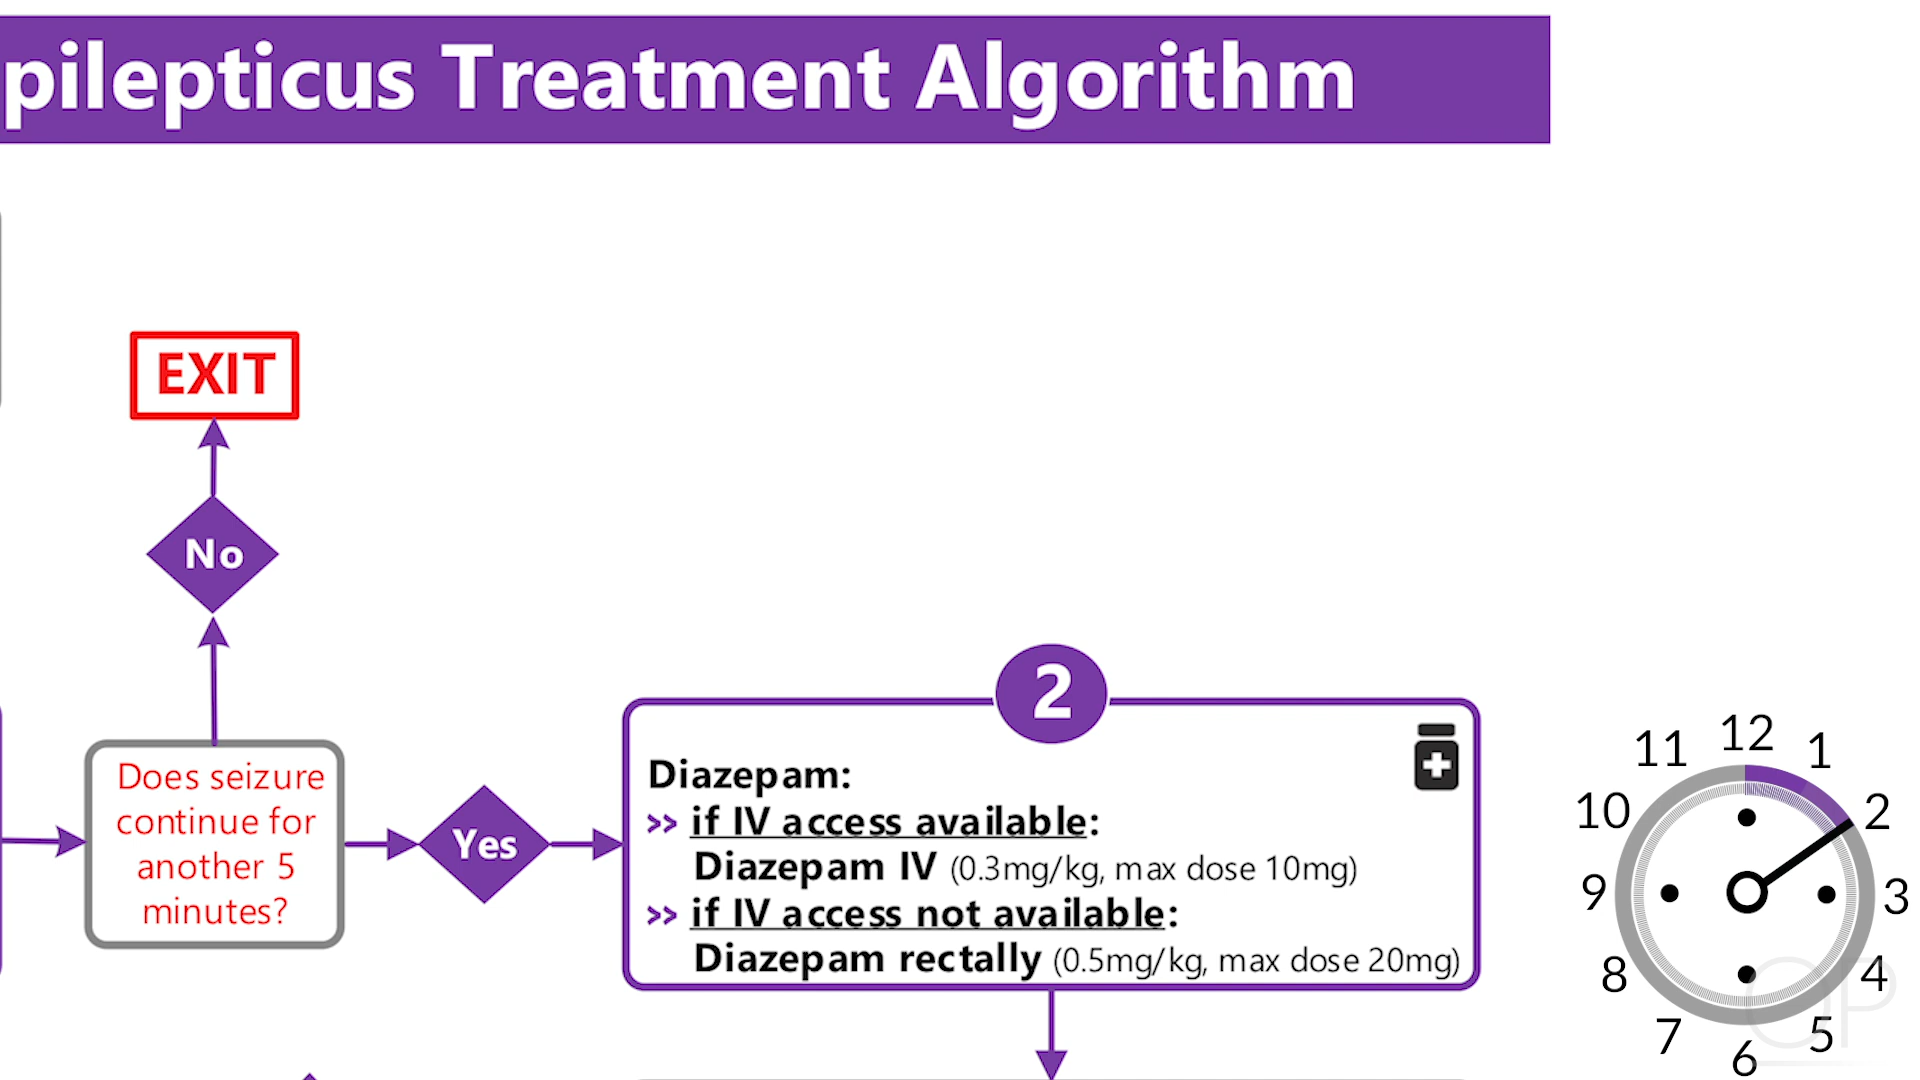 pilepticus Treatment Algorithm
EXIT
No
Does seizure
continue for
another 5
minutes?
Yes
2
Diazepam:
>> if IV access available:
Diazepam IV (0.3mg/kg, max dose 10mg)
>> if IV access not available:
Diazepam rectally (0.5mg/kg, max dose 20mg)
12
1
2
3
4
5
6
7
8
9
10
11
OP